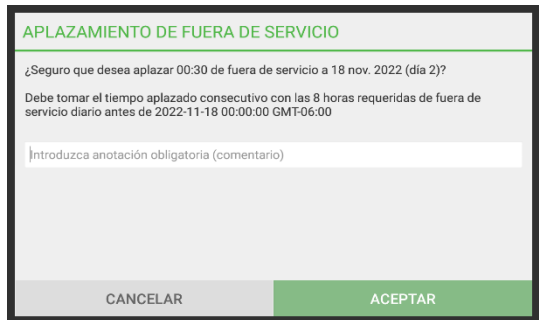 APLAZAMIENTO DE FUERA DE SERVICIO
¿Seguro que desea aplazar 00:30 de fuera de servicio a 18 nov. 2022 (día 2)?
Debe tomar el tiempo aplazado consecutivo con las 8 horas requeridas de fuera de
servicio diario antes de 2022-11-18 00:00:00 GMT-06:00
Introduzca anotación obligatoria (comentario)
CANCELAR
ACEPTAR